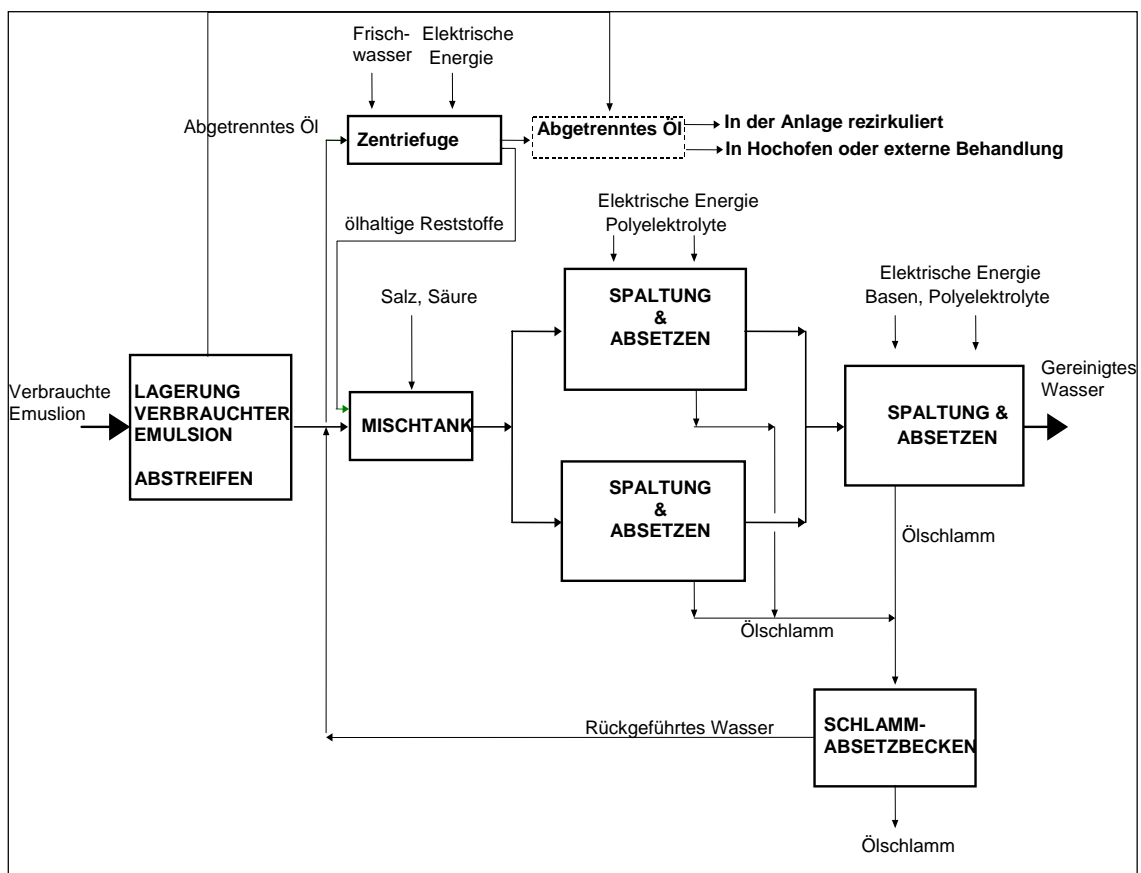 Frisch-
wasser
Elektrische
Energie
Abgetrenntes Öl
Zentriefuge
Abgetrenntes Öl
In der Anlage rezirkuliert
In Hochofen oder externe Behandlung
ölhaltige Reststoffe
Elektrische Energie
Polyelektrolyte
Salz, Säure
SPALTUNG
&
ABSETZEN
Elektrische Energie
Basen, Polyelektrolyte
Verbrauchte
Emuslion
LAGERUNG
VERBRAUCHTER
EMULSION
ABSTREIFEN
MISCHTANK
SPALTUNG
&
ABSETZEN
SPALTUNG &
ABSETZEN
Gereinigtes
Wasser
Ölschlamm
Ölschlamm
Rückgeführtes Wasser
SCHLAMM-
ABSETZBECKEN
Ölschlamm